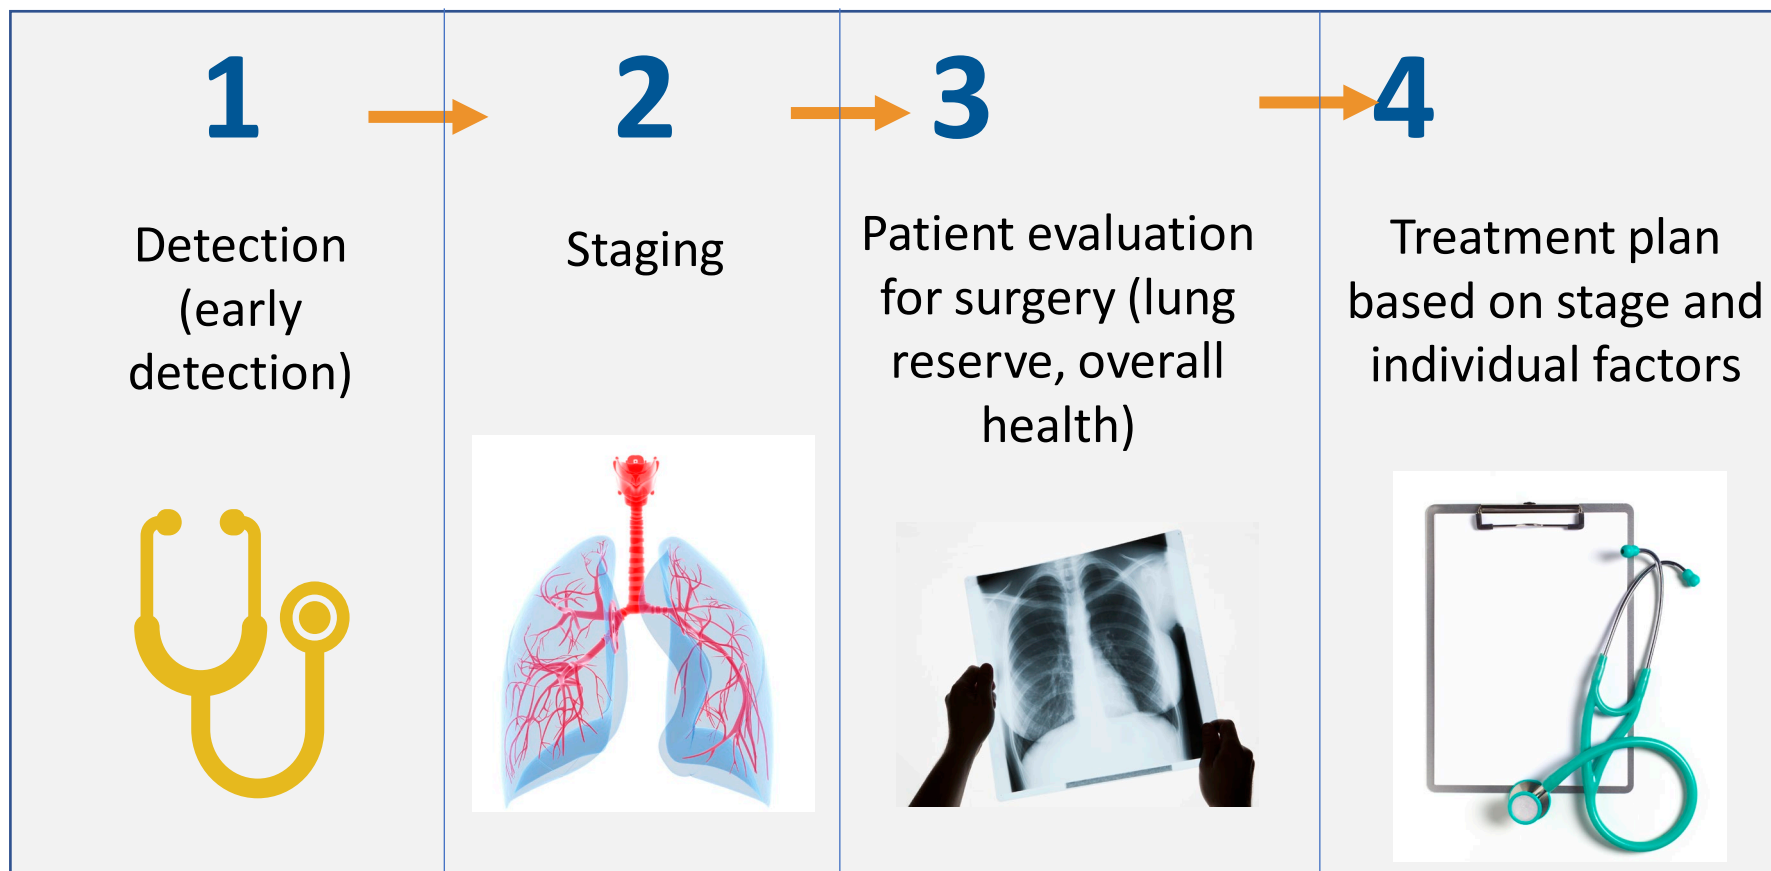 1
Detection
(early
detection)
2
Staging
3
Patient evaluation
for surgery (lung
reserve, overall
health)
4
Treatment plan
based on stage and
individual factors